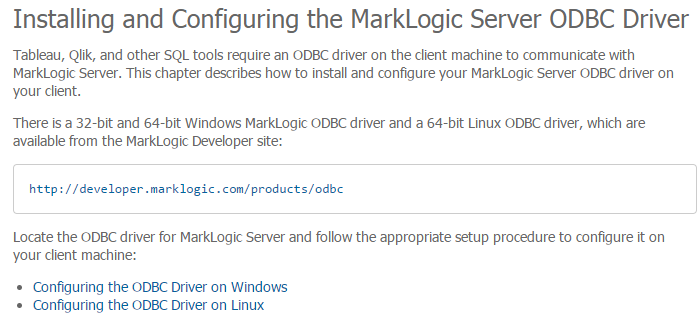 Installing and Configuring the MarkLogic Server ODBC Driver
Tableau, Qlik, and other SQL tools require an ODBC driver on the client machine to communicate with
MarkLogic Server. This chapter describes how to install and configure your MarkLogic Server ODBC driver on
your client.
There is a 32-bit and 64-bit Windows MarkLogic ODBC driver and a 64-bit Linux ODBC driver, which are
available from the MarkLogic Developer site:
http://developer.marklogic.com/products/odbc
Locate the ODBC driver for MarkLogic Server and follow the appropriate setup procedure to configure it on
your client machine:
• Configuring the ODBC Driver on Windows
• Configuring the ODBC Driver on Linux